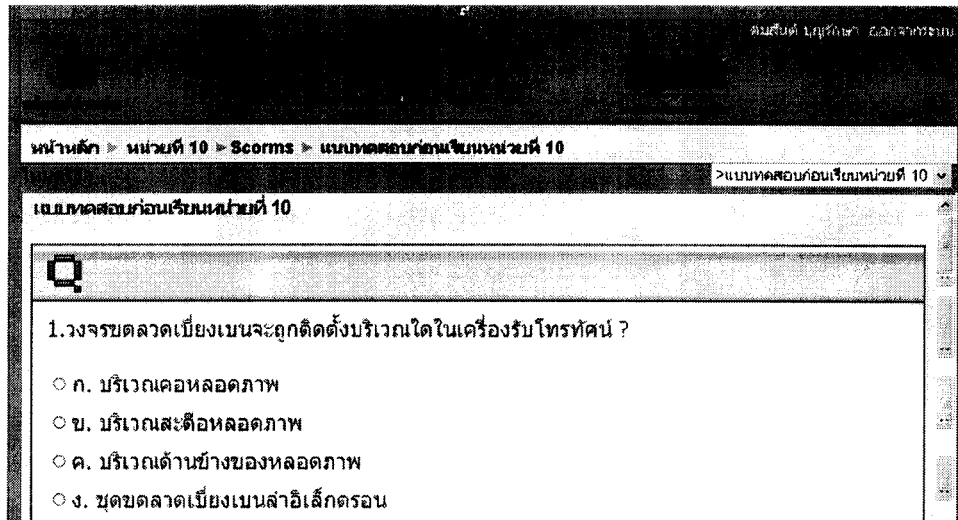 ออกจากระบบ
หน้าหลัก ► หน่วยที่ 10 ► Scorms ► แบบทดสอบก่อนเรียนหน่วยที่ 10
>แบบทดสอบก่อนเรียนหน่วยที่ 10
แบบทดสอบก่อนเรียนหน่วยที่ 10
Q
1.วงจรขดลวดเบี่ยงเบนจะถูกติดตั้งบริเวณใดในเครื่องรับโทรทัศน์ ?
ก. บริเวณคอหลอดภาพ
ข. บริเวณสะดือหลอดภาพ
ค. บริเวณด้านข้างของหลอดภาพ
ง. ชุดขดลวดเบี่ยงเบนลำอิเล็กตรอน